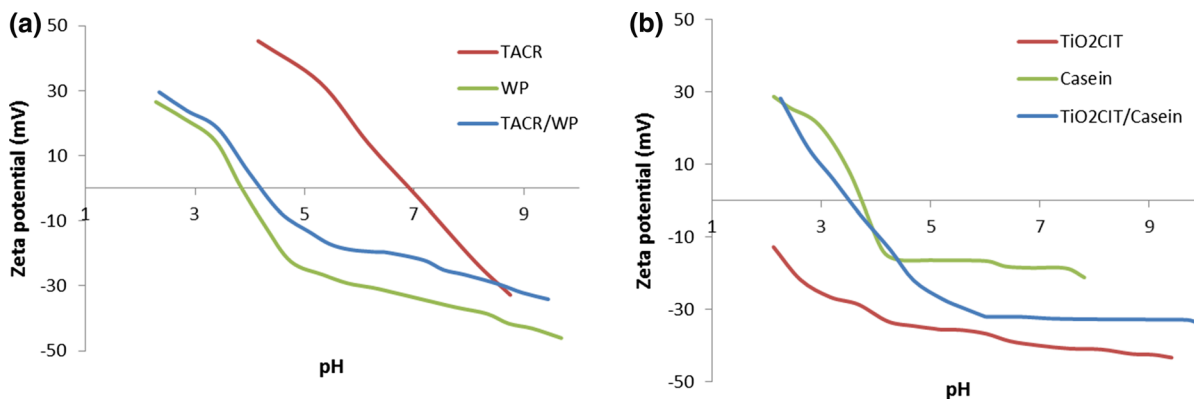 (a)
50
30
10
-10
-30
-50
Zeta potential (mV)
1 3 5 7 9
pH
TACR
WP
TACR/WP
(b)
50
30
10
-10
-30
-50
Zeta potential (mV)
1 3 5 7 9
pH
TiO2CIT
Casein
TiO2CIT/Casein